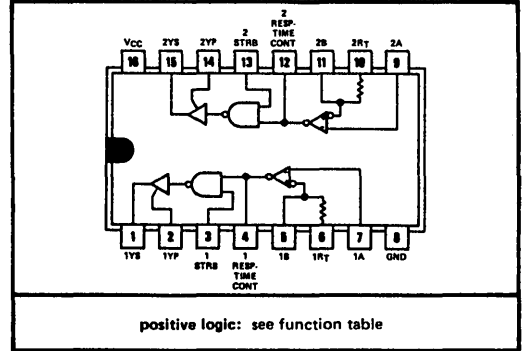 2
RESP-
TIME
CONT
2
STRB
VCC 2YS 2YP 2B 2RT 2A
16 15 14 13 12 11 10 9
1 2 3 4 5 6 7 8
1YS 1YP 1
STRB
1
RESP-
TIME
CONT
1B 1RT 1A GND
positive logic: see function table